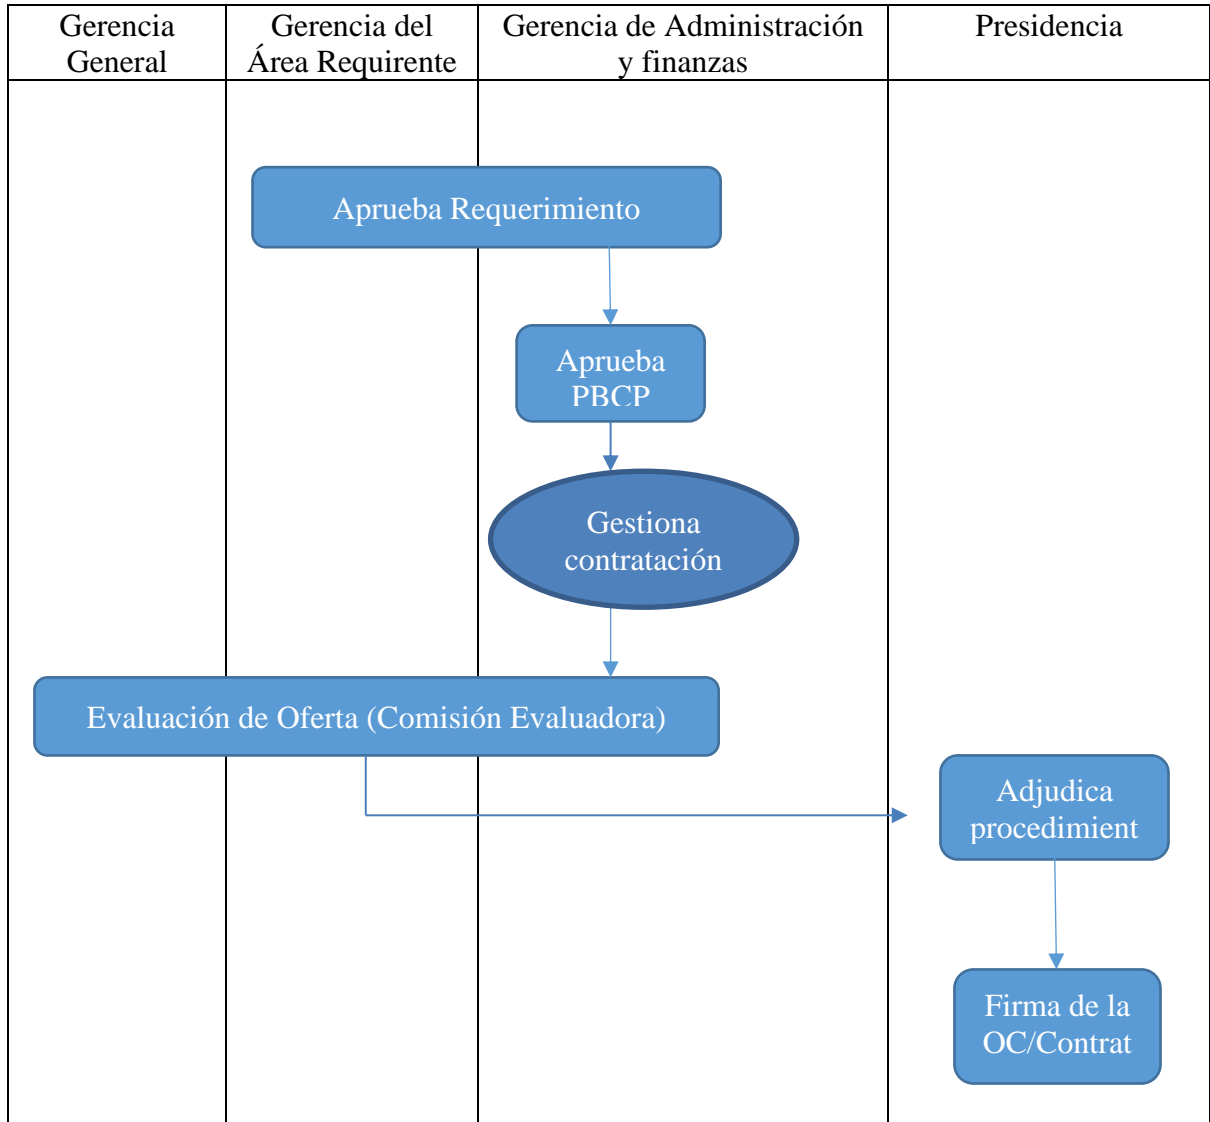 Gerencia
General
Gerencia del
Área Requirente
Gerencia de Administración
y finanzas
Presidencia
Aprueba Requerimiento
Aprueba
PBCP
Gestiona
contratación
Evaluación de Oferta (Comisión Evaluadora)
Adjudica
procedimient
Firma de la
OC/Contrat